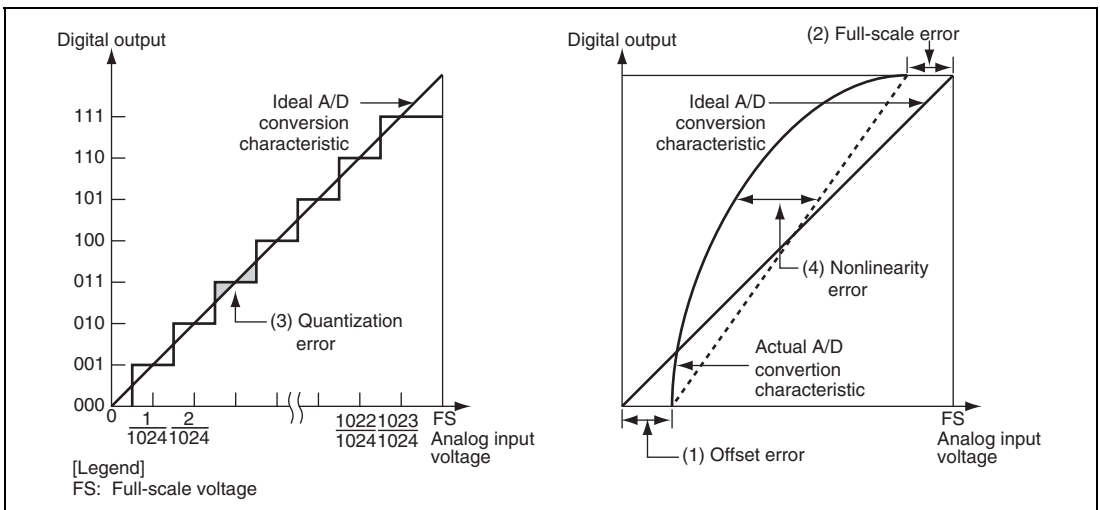 Digital output
111
110
101
100
011
010
001
000
Ideal A/D
conversion
characteristic
(3) Quantization
error
0
1
1024
2
1024
1022
1024
1023
1024
FS
Analog input
voltage
[Legend]
FS: Full-scale voltage
Digital output
(2) Full-scale error
Ideal A/D
conversion
characteristic
(4) Nonlinearity
error
Actual A/D
convertion
characteristic
FS
Analog input
voltage
(1) Offset error